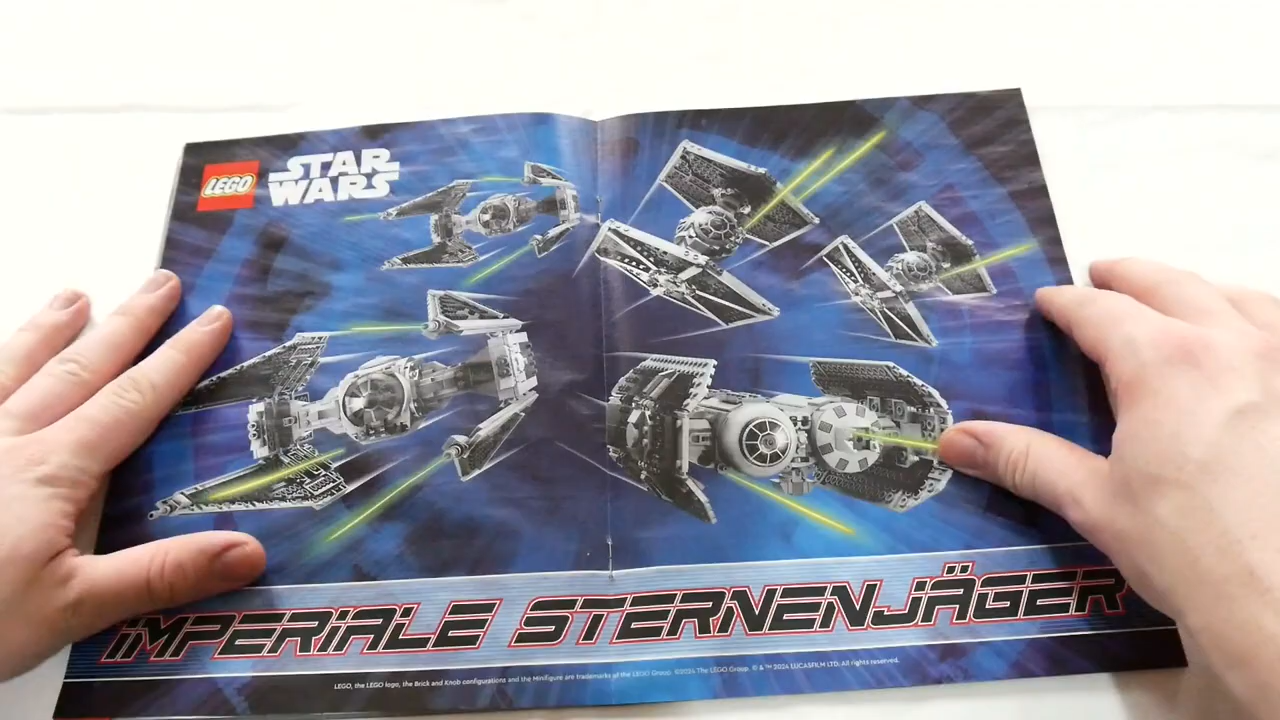 LEGO
STAR
WARS
IMPERIALE STERNENJÄGER
LEGO, the LEGO logo, the Brick and Knob configurations and the Minifigure are trademarks of the LEGO Group. ©2024 The LEGO Group. © & ™ 2024 LUCASFILM LTD. All rights reserved.